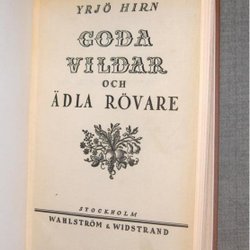 YRJÖ HIRN
GODA
VILDAR
OCH
ÄDLA RÖVARE
STOCKHOLM
WAHLSTRÖM & WIDSTRAND